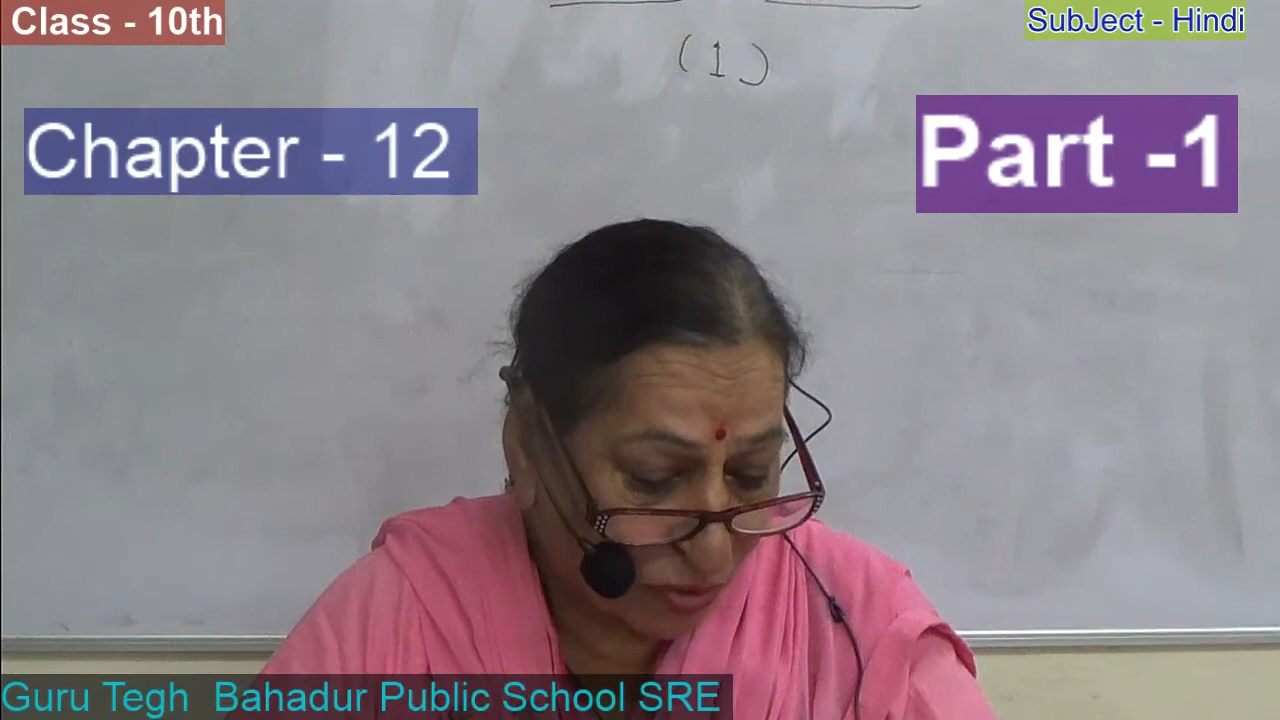 Class - 10th
SubJect - Hindi
(1)
Chapter - 12
Part -1
Guru Tegh Bahadur Public School SRE